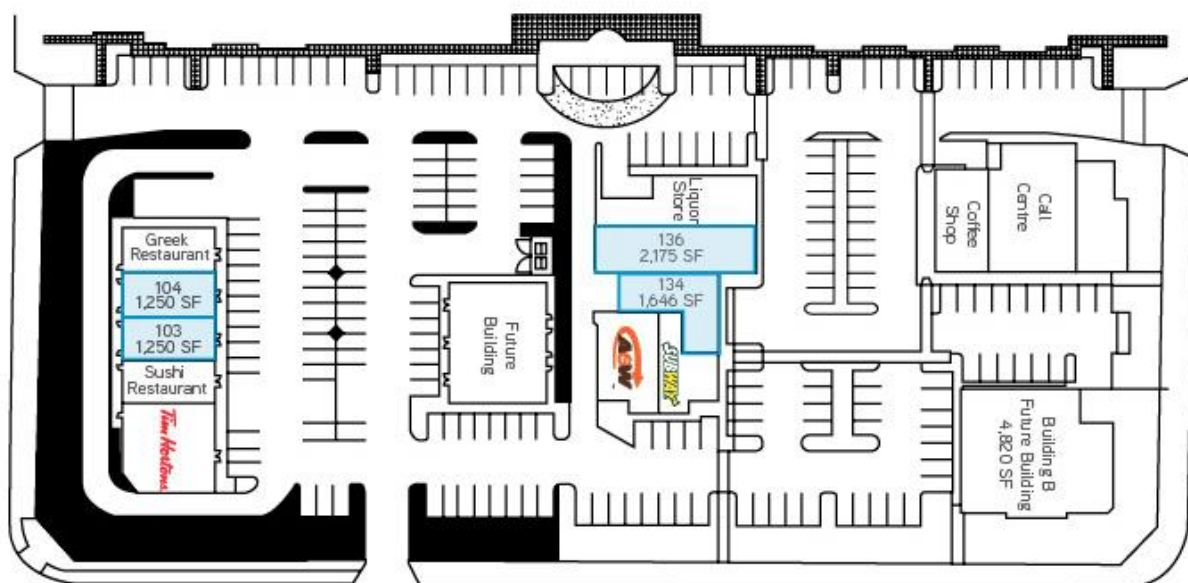 Greek
Restaurant
104
1,250 SF
103
1,250 SF
Sushi
Restaurant
Tim Hortons
Future
Building
Liquor
Store
136
2,175 SF
134
1,646 SF
A&W
SUBWAY
Coffee
Shop
Call
Centre
Building B
Future Building
4,820 SF